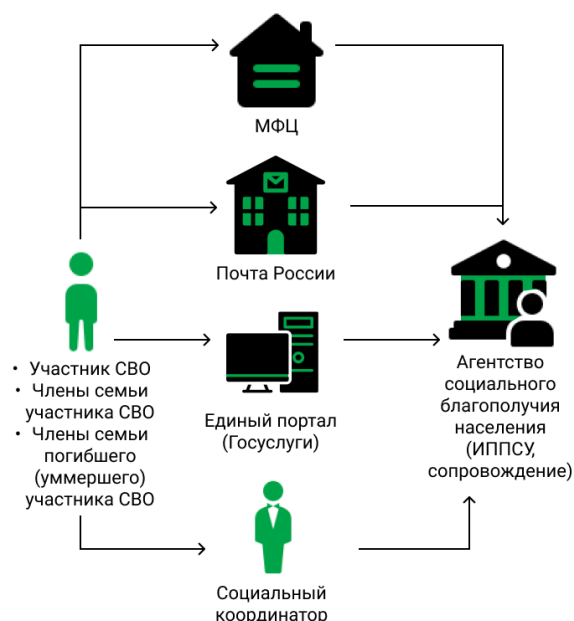 МФЦ
Почта России
• Участник СВО
• Члены семьи
участника СВО
• Члены семьи
погибшего
(уммершего)
участника СВО
Единый портал
(Госуслуги)
Агентство
социального
благополучия
населения
(ИППСУ,
сопровождение)
Социальный
координатор